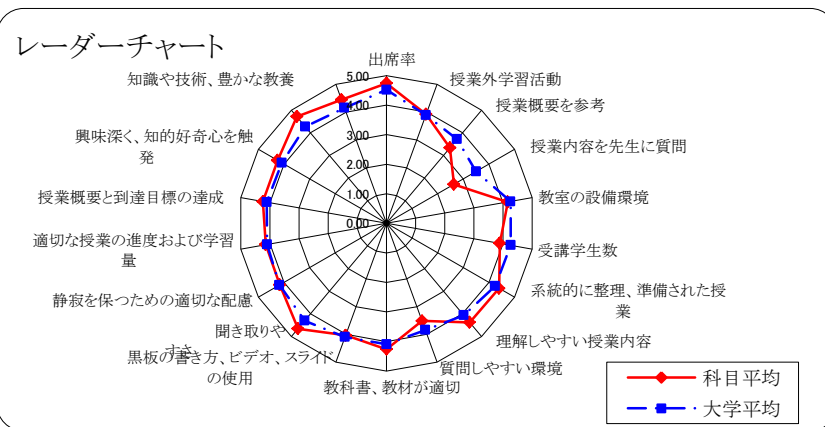 レーダーチャート
出席率
授業外学習活動
授業概要を参考
授業内容を先生に質問
教室の設備環境
受講学生数
系統的に整理、準備された授
業
理解しやすい授業内容
質問しやすい環境
教科書、教材が適切
黒板の書き方、ビデオ、スライド
の使用
聞き取りや
すさ
静寂を保つための適切な配慮
適切な授業の進度および学習
量
授業概要と到達目標の達成
興味深く、知的好奇心を触
発
知識や技術、豊かな教養
5.00
4.00
3.00
2.00
1.00
0.00
科目平均
大学平均